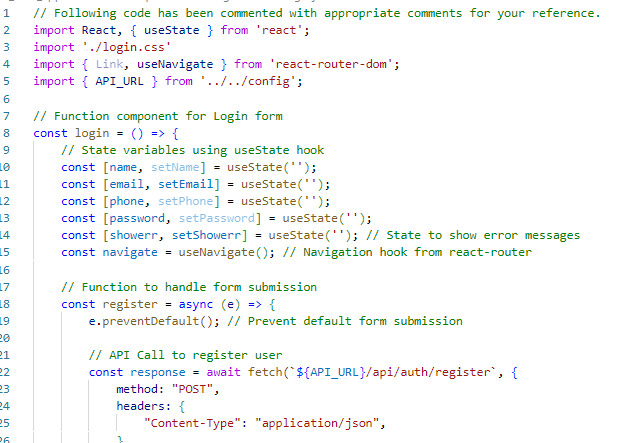 1 // Following code has been commented with appropriate comments for your reference.
2 import React, { useState } from 'react';
3 import './login.css'
4 import { Link, useNavigate } from 'react-router-dom';
5 import { API_URL } from '../../config';
6
7 // Function component for Login form
8 const login = () => {
9 // State variables using useState hook
10 const [name, setName] = useState('');
11 const [email, setEmail] = useState('');
12 const [phone, setPhone] = useState('');
13 const [password, setPassword] = useState('');
14 const [showerr, setShowerr] = useState(''); // State to show error messages
15 const navigate = useNavigate(); // Navigation hook from react-router
16
17 // Function to handle form submission
18 const register = async (e) => {
19 e.preventDefault(); // Prevent default form submission
20
21 // API Call to register user
22 const response = await fetch(`${API_URL}/api/auth/register`, {
23 method: "POST",
24 headers: {
25 "Content-Type": "application/json",
26 }